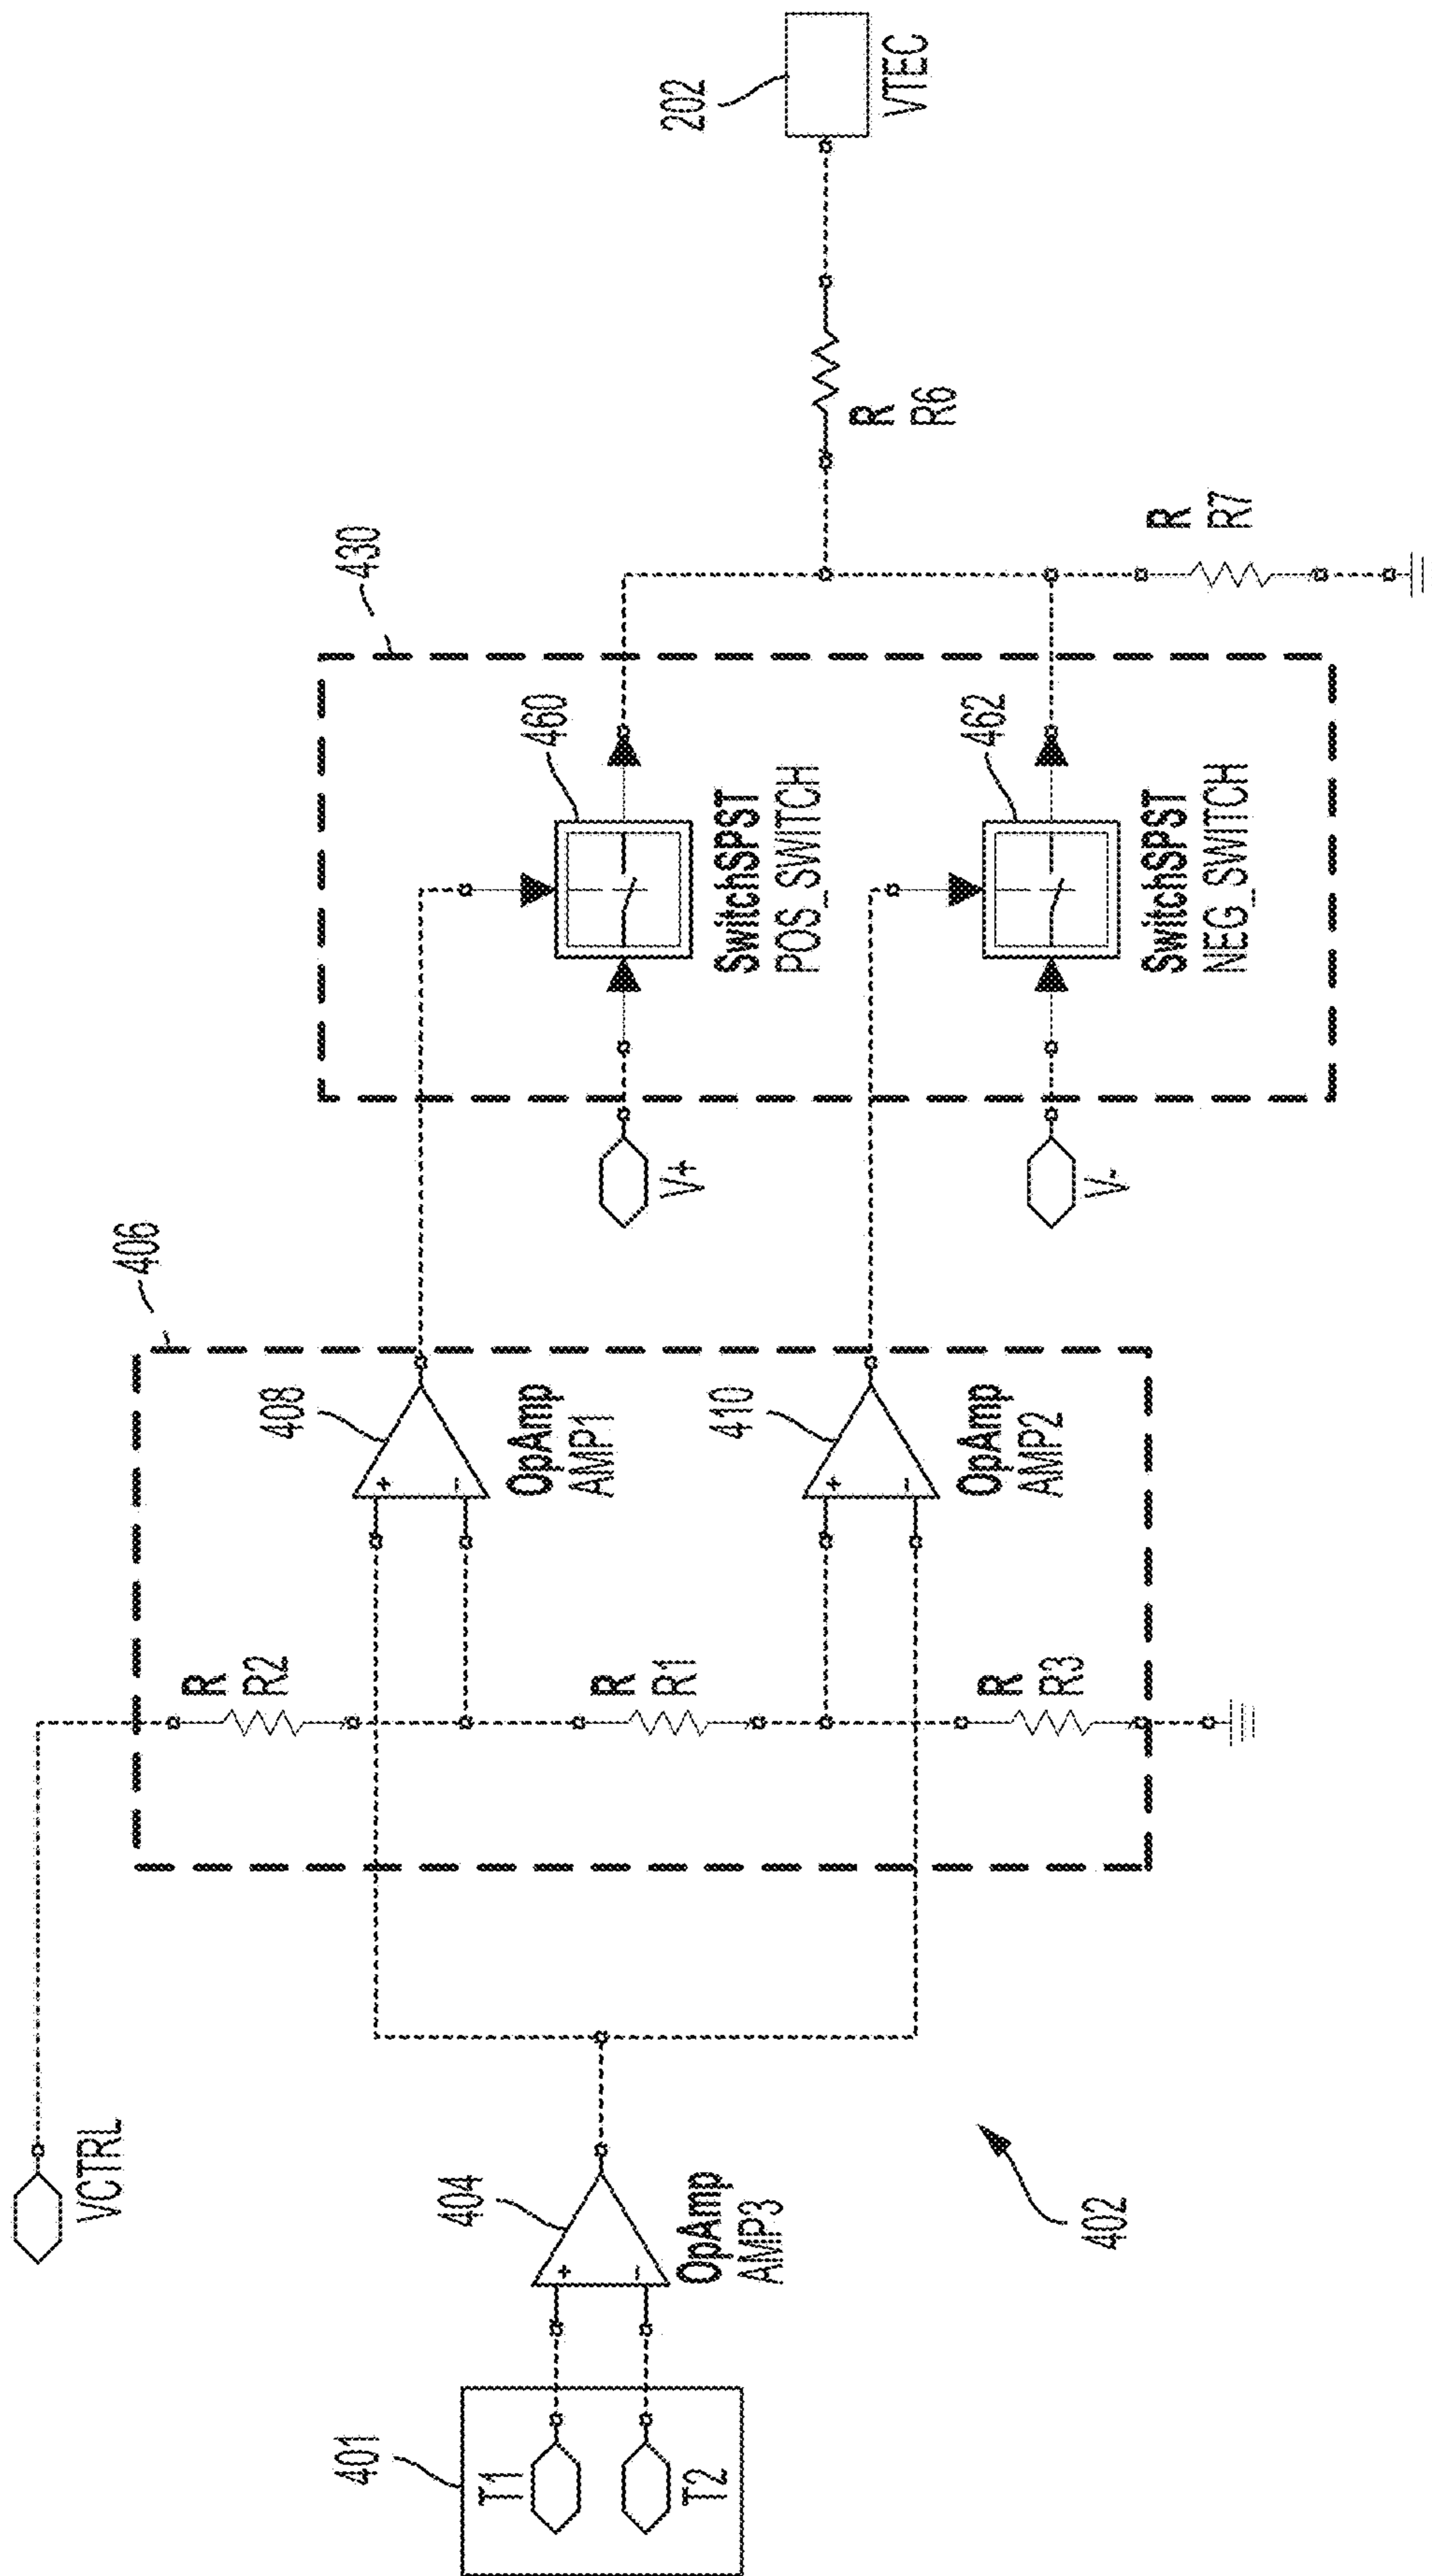 VCTRL
401
T1
T2
404
OpAmp
AMP3
402
406
R
R2
R
R1
R
R3
408
OpAmp
AMP1
410
OpAmp
AMP2
430
V+
V-
460
SwitchSPST
POS_SWITCH
462
SwitchSPST
NEG_SWITCH
R
R6
R
R7
202
VTEC
+
-
+
-
+
-